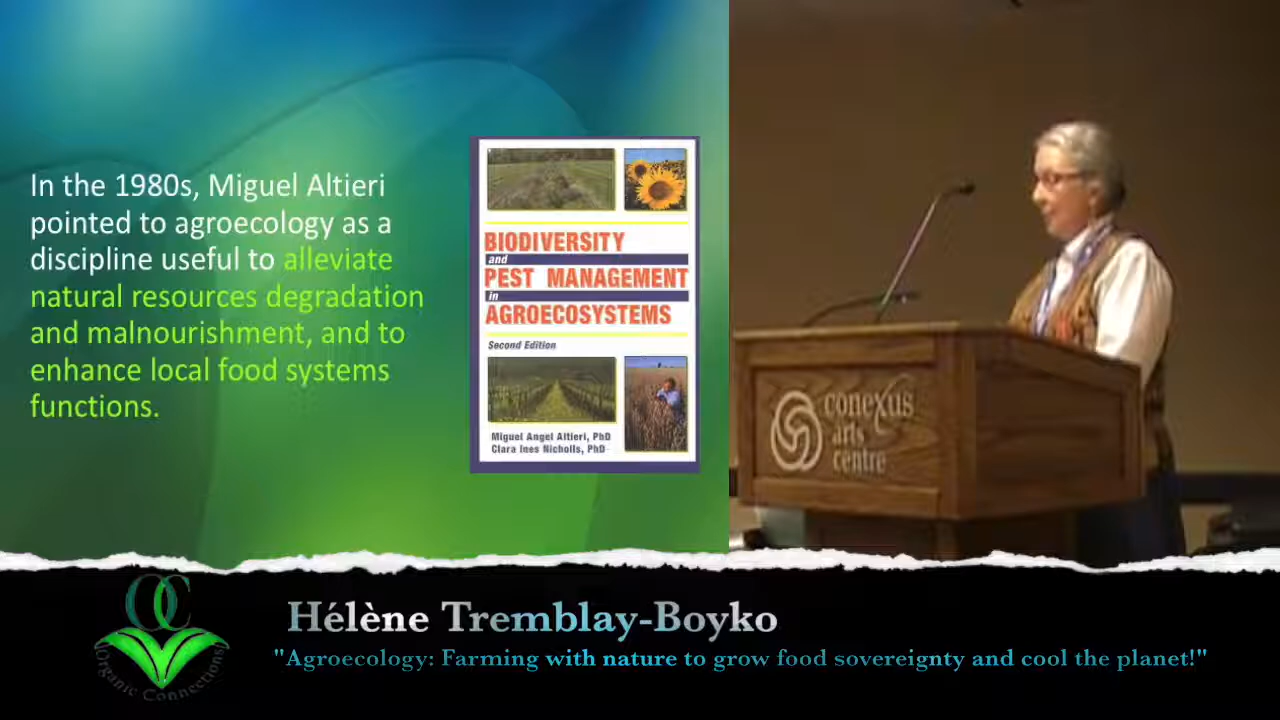 In the 1980s, Miguel Altieri
pointed to agroecology as a
discipline useful to alleviate
natural resources degradation
and malnourishment, and to
enhance local food systems
functions.
BIODIVERSITY
and
PEST MANAGEMENT
in
AGROECOSYSTEMS
Second Edition
Miguel Angel Altieri, PhD
Clara Ines Nicholls, PhD
conexus
arts
centre
OC
Organic Connections
Hélène Tremblay-Boyko
"Agroecology: Farming with nature to grow food sovereignty and cool the planet!"